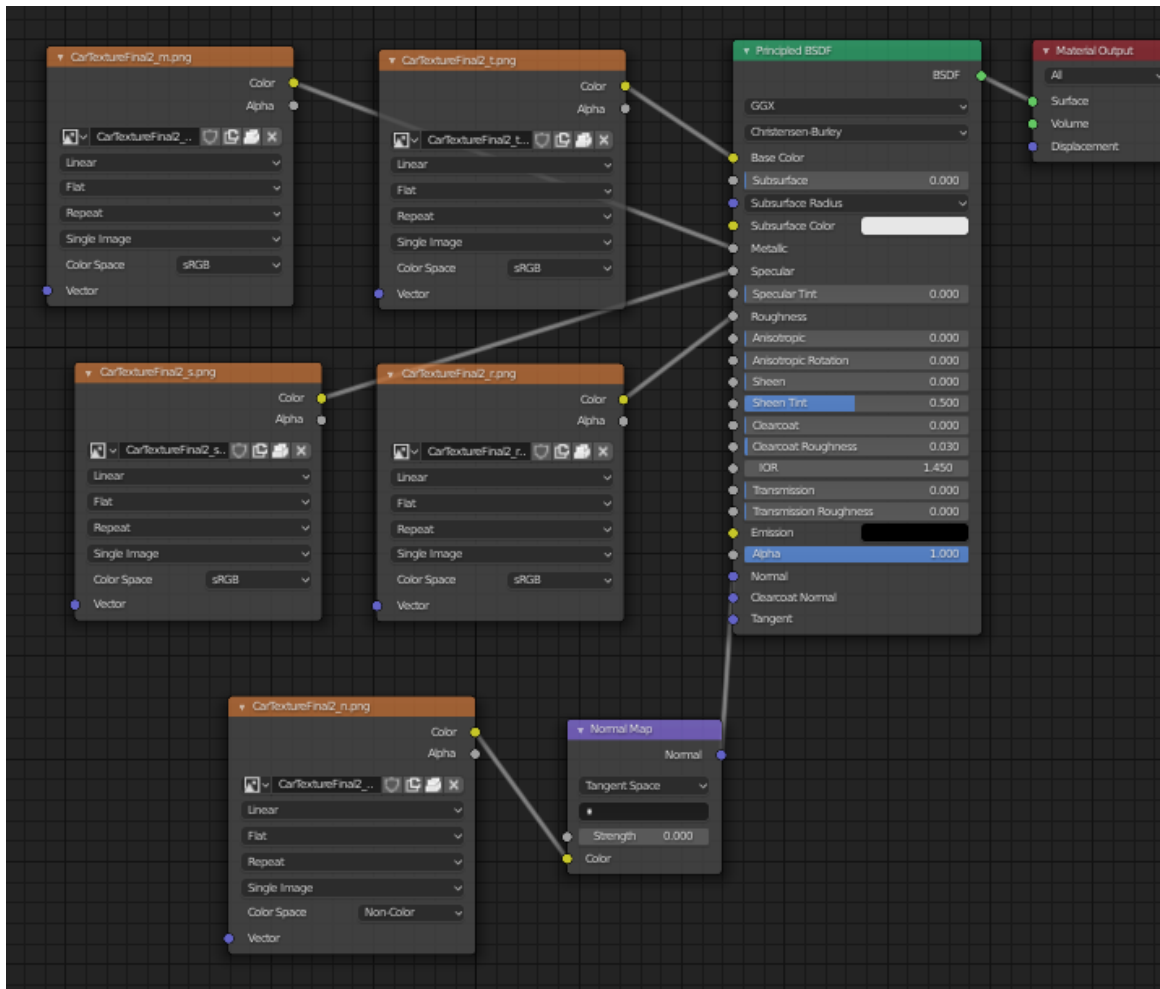 CarTextureFinal2_m.png
Color
Alpha
CarTextureFinal2_..
Linear
Flat
Repeat
Single Image
Color Space sRGB
Vector
CarTextureFinal2_t.png
Color
Alpha
CarTextureFinal2_t...
Linear
Flat
Repeat
Single Image
Color Space sRGB
Vector
CarTextureFinal2_s.png
Color
Alpha
CarTextureFinal2_s..
Linear
Flat
Repeat
Single Image
Color Space sRGB
Vector
CarTextureFinal2_r.png
Color
Alpha
CarTextureFinal2_r..
Linear
Flat
Repeat
Single Image
Color Space sRGB
Vector
CarTextureFinal2_n.png
Color
Alpha
CarTextureFinal2_..
Linear
Flat
Repeat
Single Image
Color Space Non-Color
Vector
Normal Map
Normal
Tangent Space
Strength 0.000
Color
Principled BSDF
BSDF
GGX
Christensen-Burley
Base Color
Subsurface 0.000
Subsurface Radius
Subsurface Color
Metallic
Specular
Specular Tint 0.000
Roughness
Anisotropic 0.000
Anisotropic Rotation 0.000
Sheen 0.000
Sheen Tint 0.500
Clearcoat 0.000
Clearcoat Roughness 0.030
IOR 1.450
Transmission 0.000
Transmission Roughness 0.000
Emission
Alpha 1.000
Normal
Clearcoat Normal
Tangent
Material Output
All
Surface
Volume
Displacement